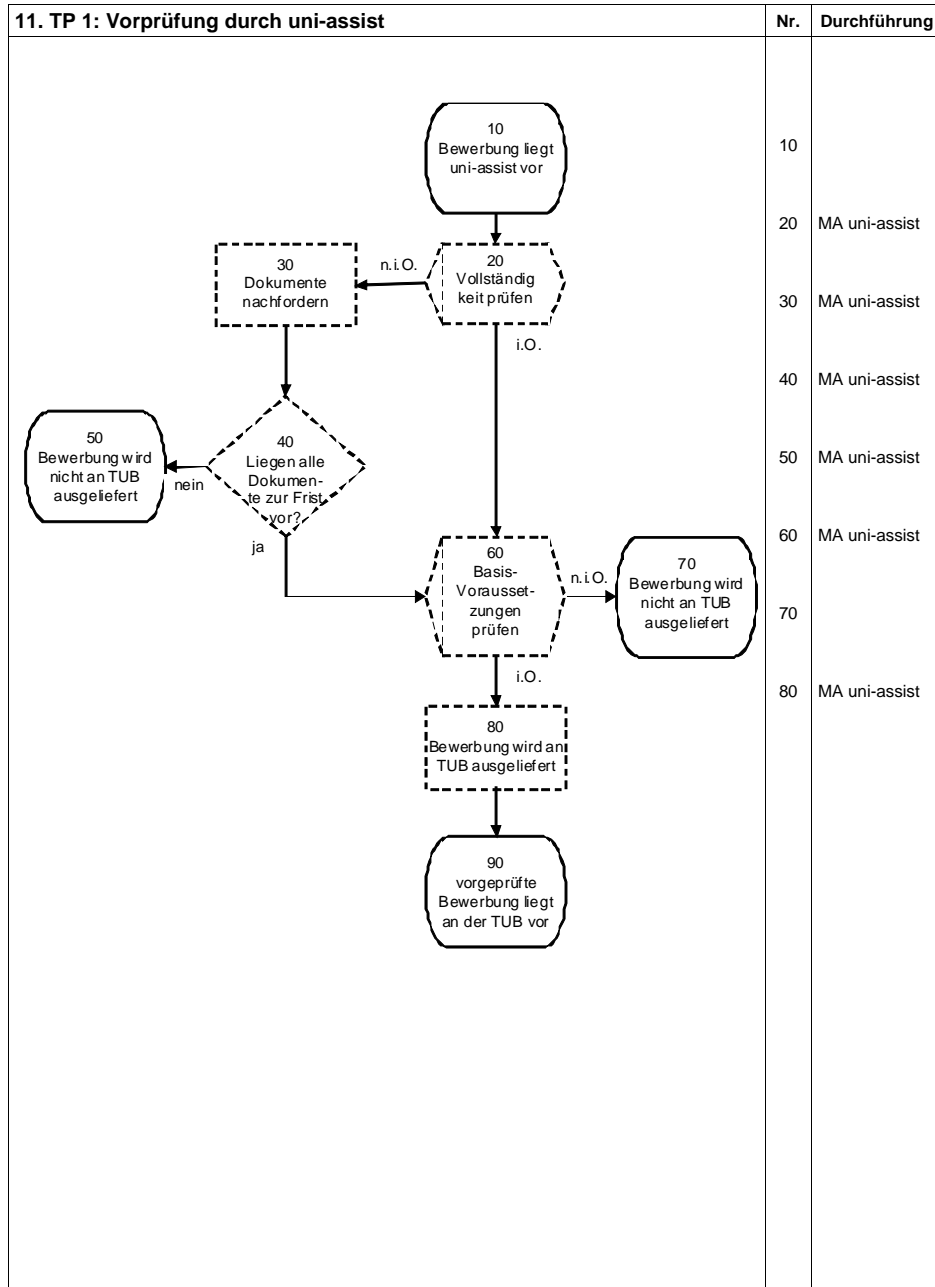 11. TP 1: Vorprüfung durch uni-assist
Nr.
Durchführung
10
Bewerbung liegt
uni-assist vor
20
Vollständig
keit prüfen
n.i.O.
30
Dokumente
nachfordern
i.O.
40
Liegen alle
Dokumen-
te zur Frist
vor?
nein
50
Bewerbung wird
nicht an TUB
ausgeliefert
ja
60
Basis-
Vorausset-
zungen
prüfen
n.i.O.
70
Bewerbung wird
nicht an TUB
ausgeliefert
i.O.
80
Bewerbung wird an
TUB ausgeliefert
90
vorgeprüfte
Bewerbung liegt
an der TUB vor
10
20 MA uni-assist
30 MA uni-assist
40 MA uni-assist
50 MA uni-assist
60 MA uni-assist
70
80 MA uni-assist